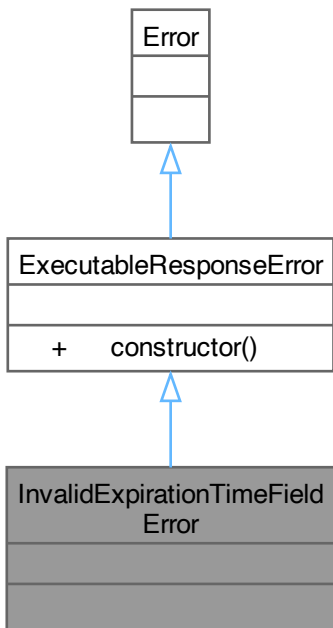 Error
ExecutableResponseError
+ constructor()
InvalidExpirationTimeField
Error